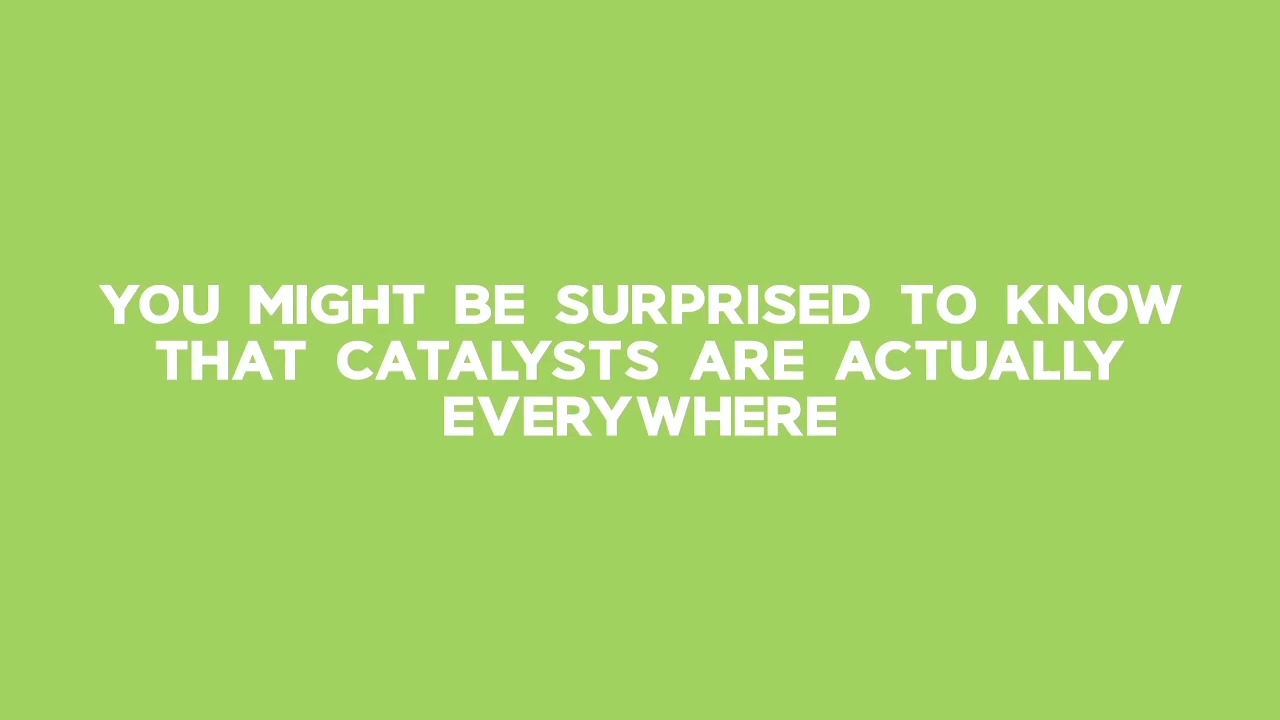 YOU MIGHT BE SURPRISED TO KNOW
THAT CATALYSTS ARE ACTUALLY
EVERYWHERE